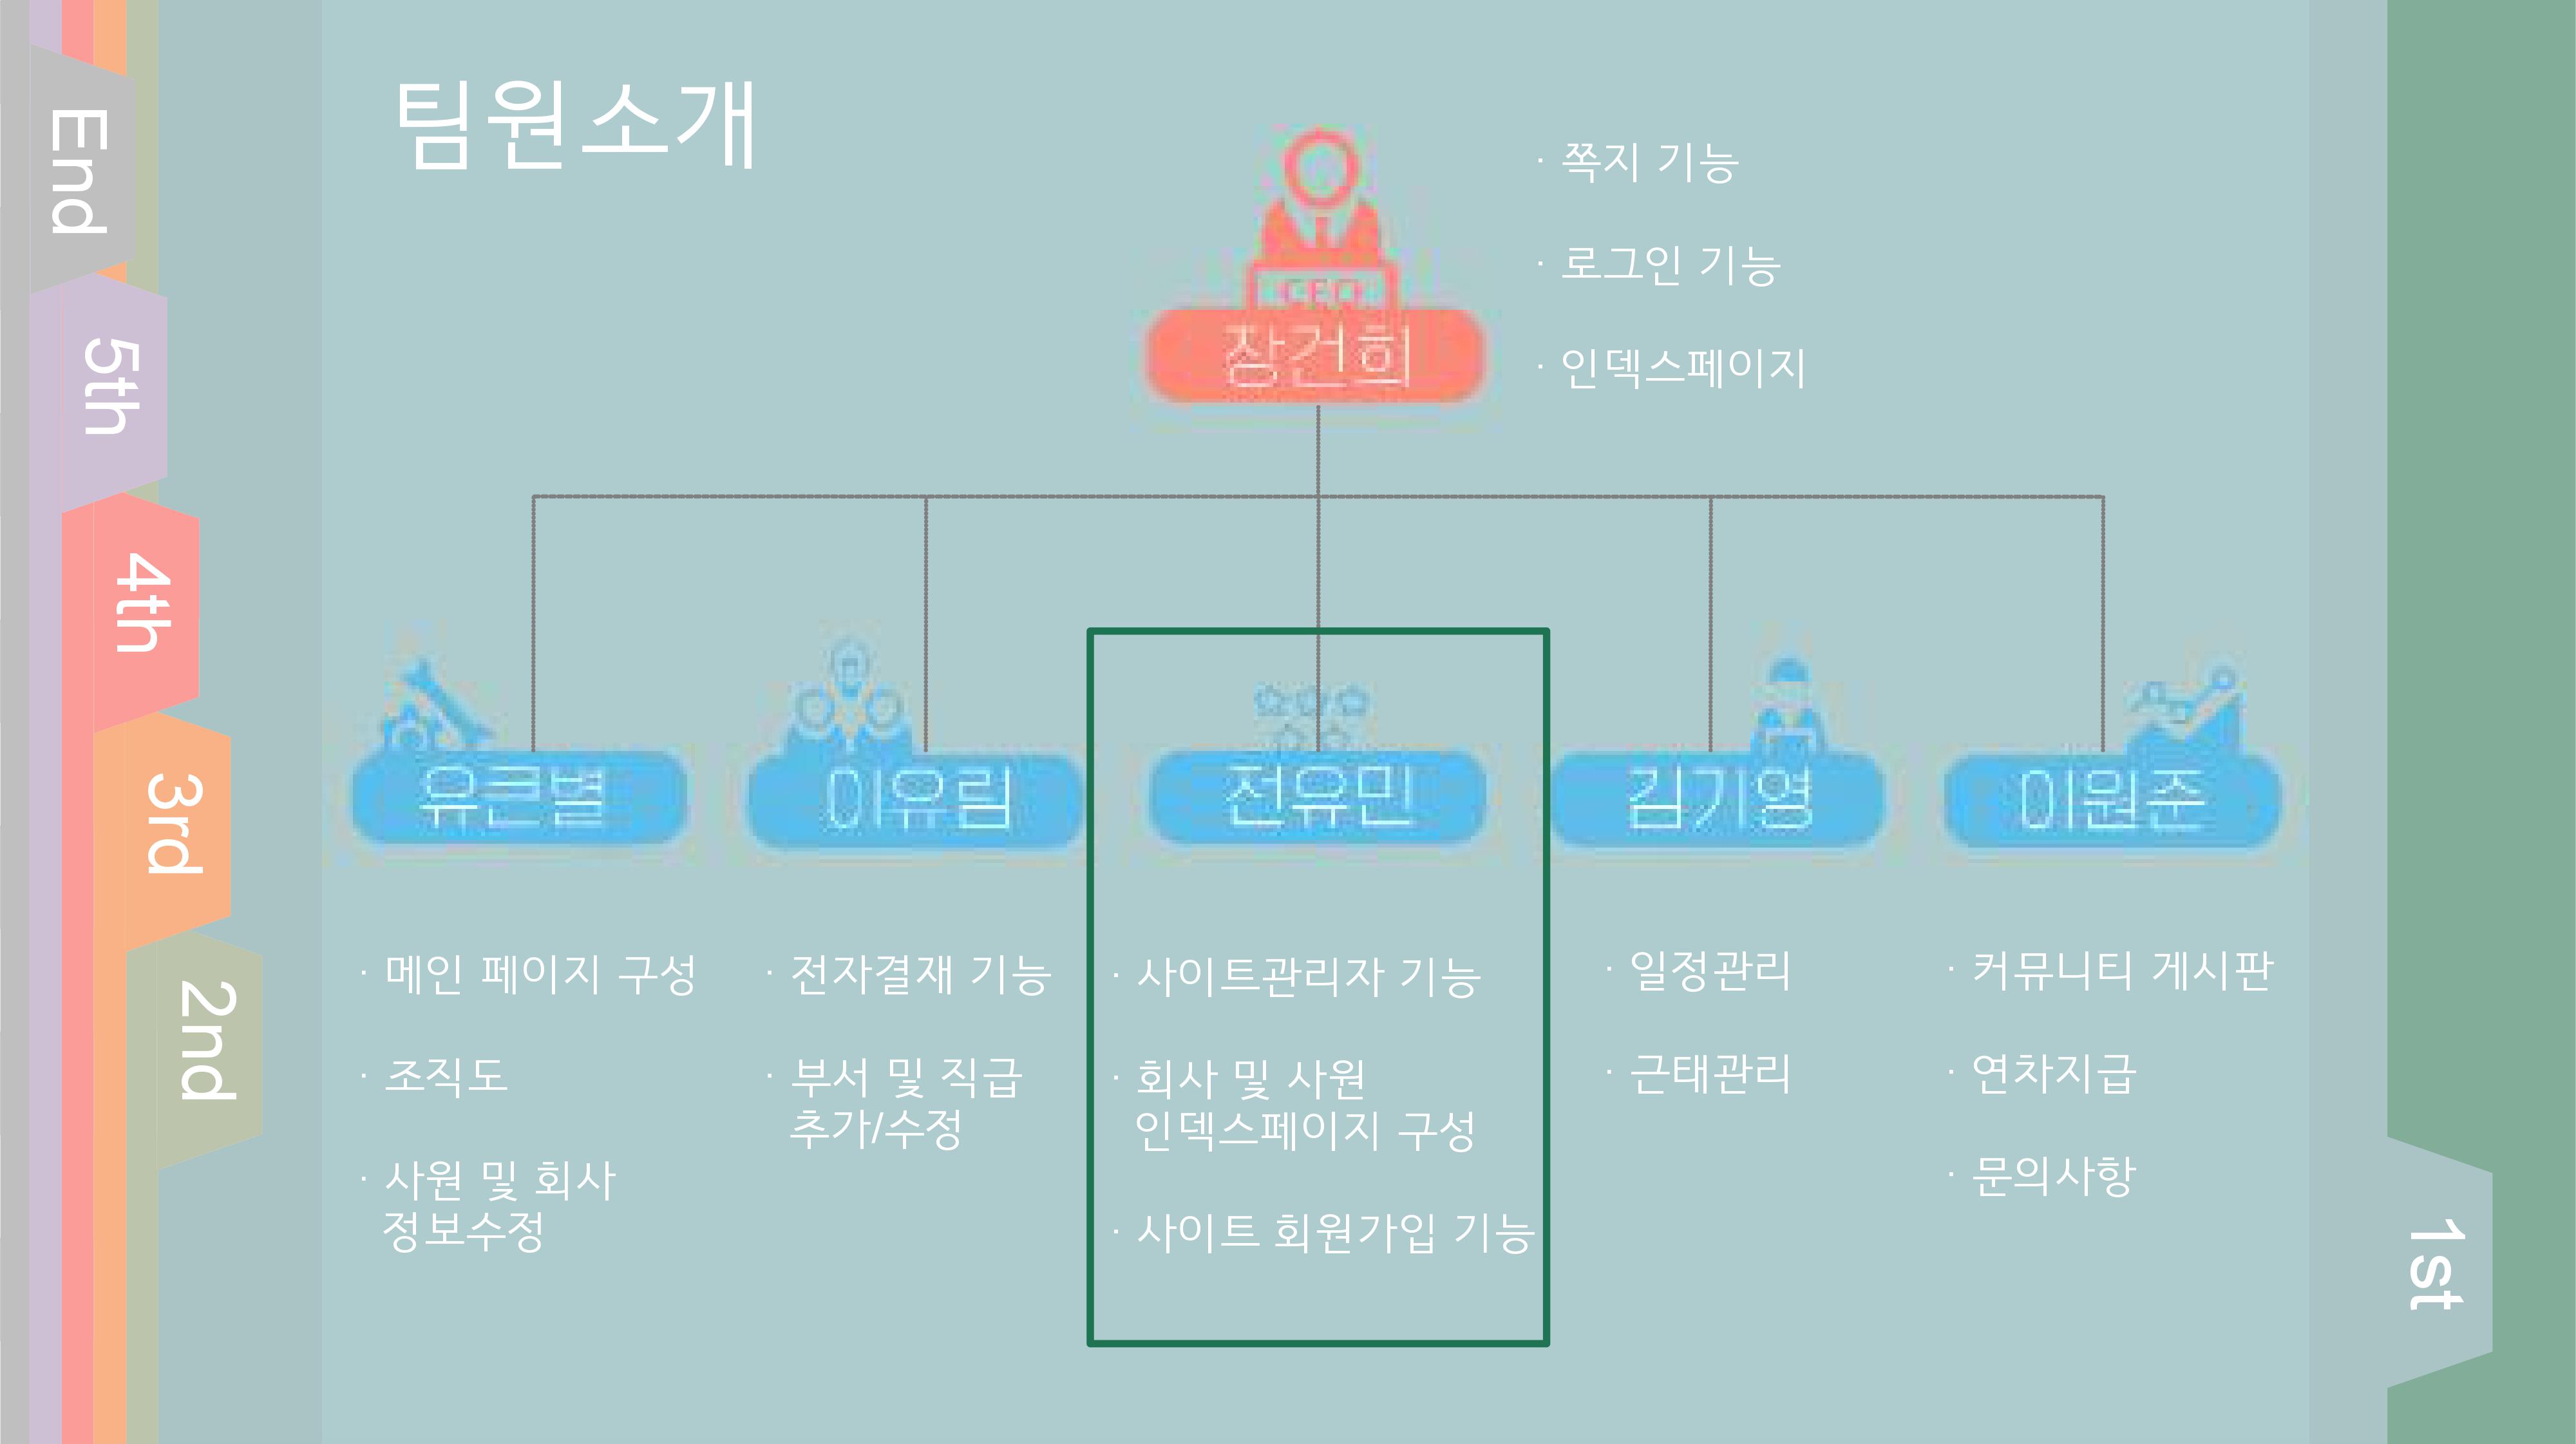 팀원소개
· 쪽지 기능
· 로그인 기능
· 인덱스페이지
CEO
장건희
유큰별
이유림
전유민
김기영
이원준
· 메인 페이지 구성
· 조직도
· 사원 및 회사
정보수정
· 전자결재 기능
· 부서 및 직급
추가/수정
· 사이트관리자 기능
· 회사 및 사원
인덱스페이지 구성
· 사이트 회원가입 기능
· 일정관리
· 근태관리
· 커뮤니티 게시판
· 연차지급
· 문의사항
End
5th
4th
3rd
2nd
1st